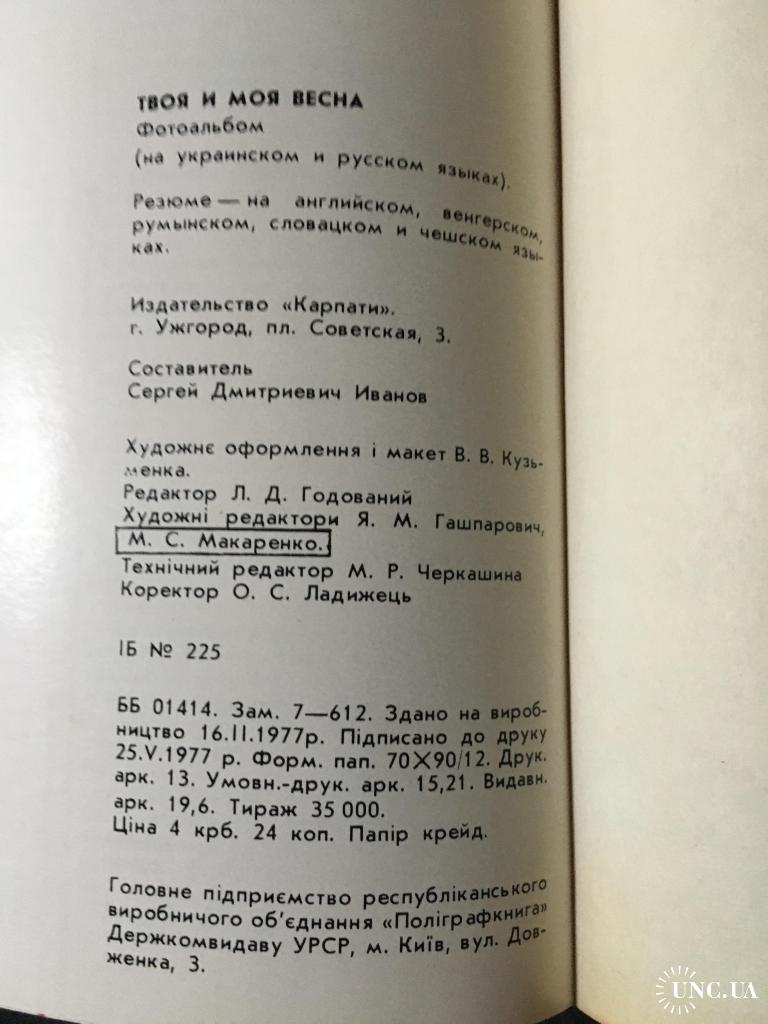 ТВОЯ И МОЯ ВЕСНА
Фотоальбом
(на украинском и русском языках).
Резюме — на английском, венгерском,
румынском, словацком и чешском язы-
ках.
Издательство «Карпати».
г. Ужгород, пл. Советская, 3.
Составитель
Сергей Дмитриевич Иванов
Художнє оформлення і макет В. В. Кузь-
менка.
Редактор Л. Д. Годований
Художні редактори Я. М. Гашпарович,
М. С. Макаренко.
Технічний редактор М. Р. Черкашина
Коректор О. С. Ладижець
ІБ № 225
ББ 01414. Зам. 7—612. Здано на вироб-
ництво 16.II.1977р. Підписано до друку
25.V.1977 р. Форм. пап. 70×90/12. Друк.
арк. 13. Умовн.-друк. арк. 15,21. Видавн.
арк. 19,6. Тираж 35 000.
Ціна 4 крб. 24 коп. Папір крейд.
Головне підприємство республіканського
виробничого об'єднання «Поліграфкнига»
Держкомвидаву УРСР, м. Київ, вул. Дов-
женка, 3.
UNC.UA